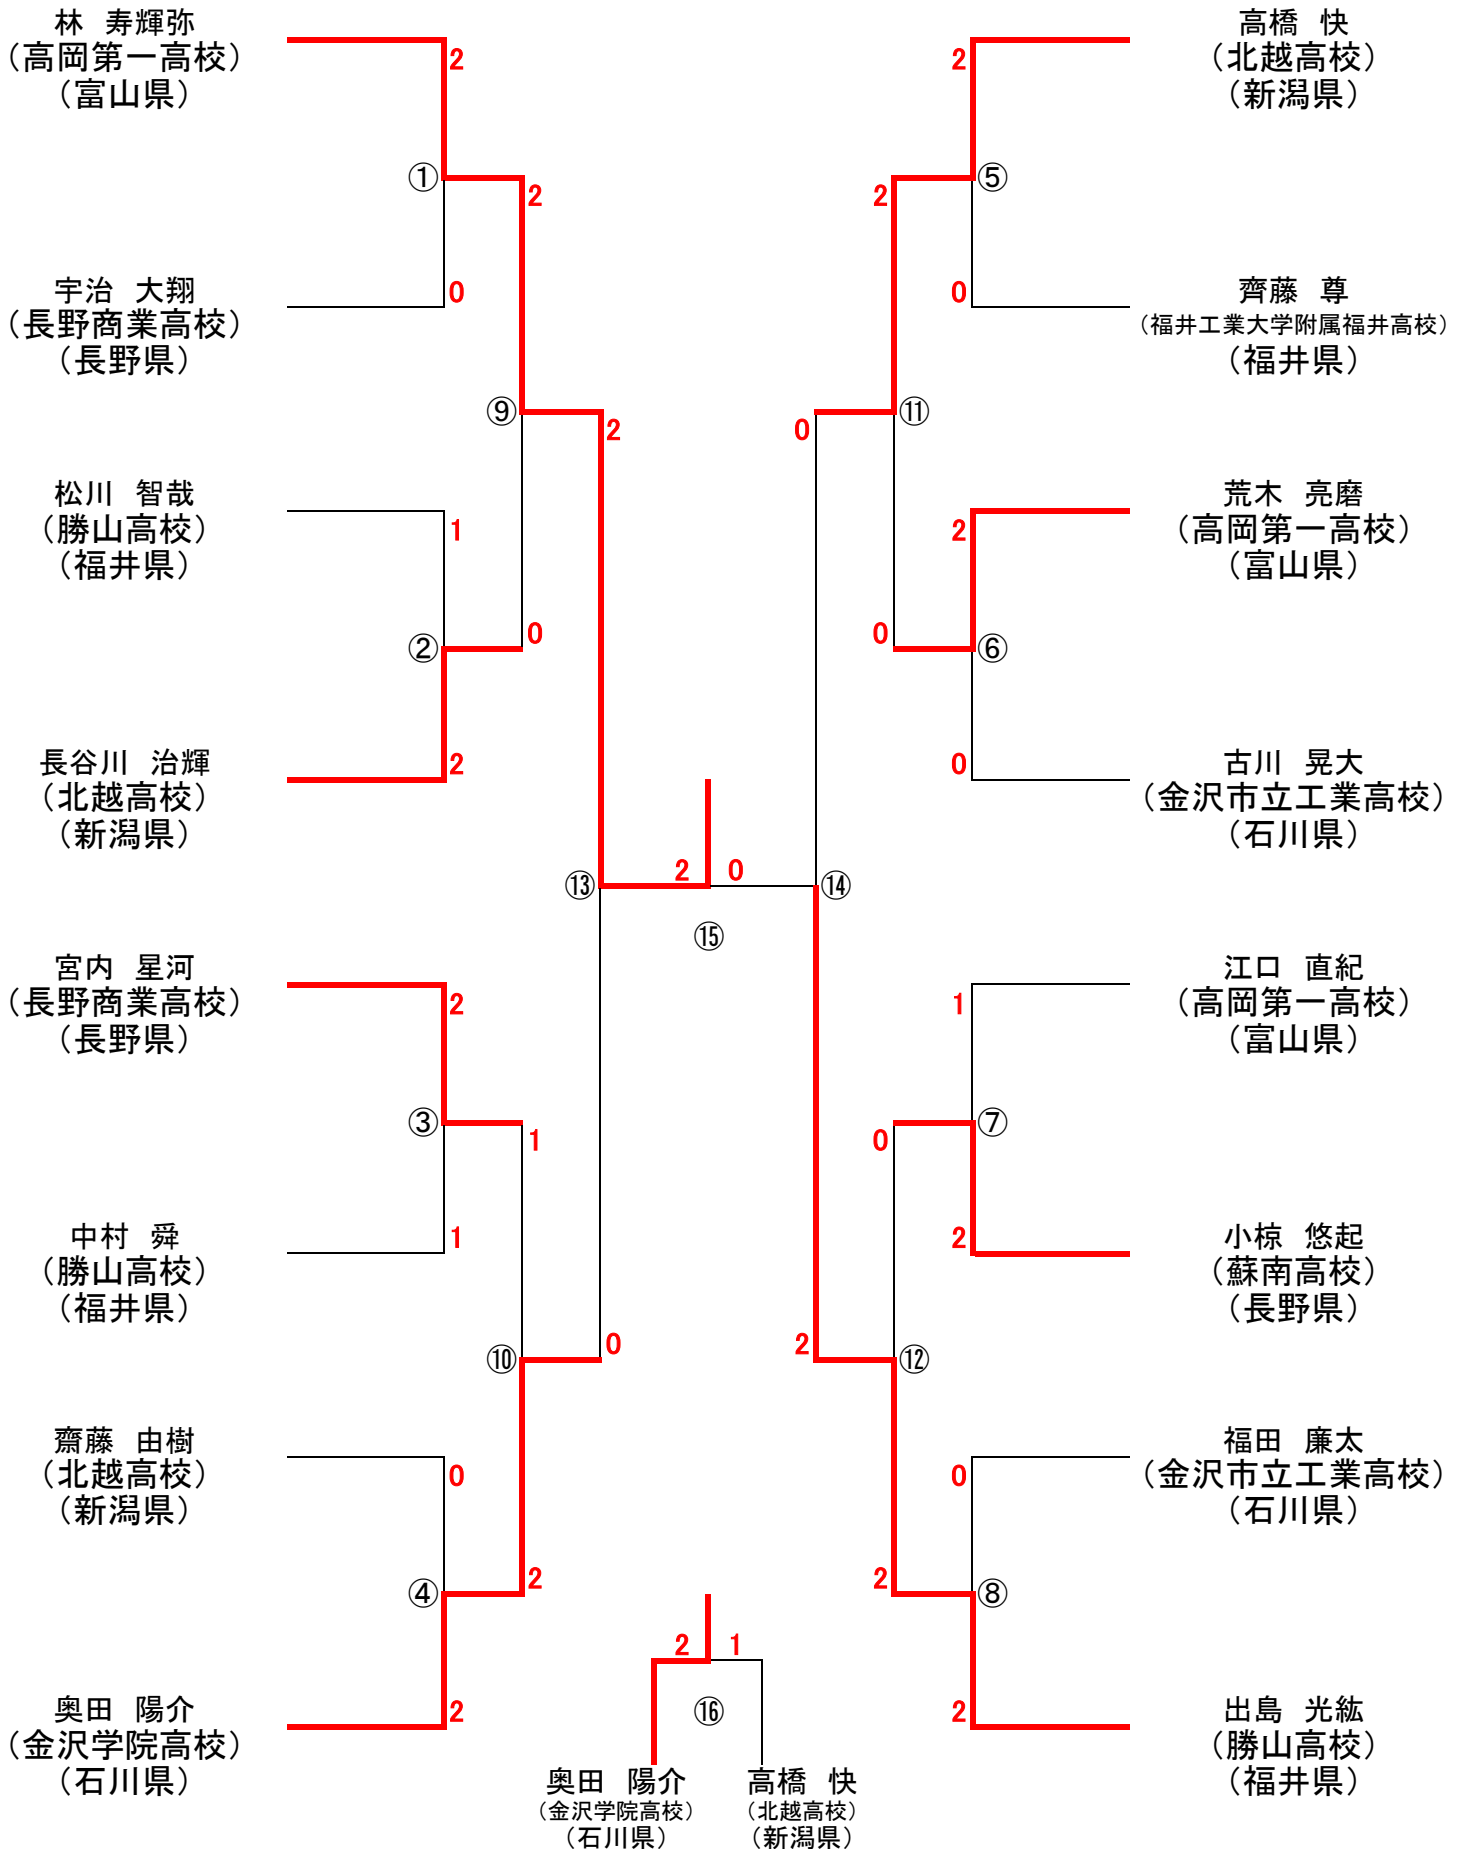 林 寿輝弥
（高岡第一高校）
（富山県）
2
①
2
宇治 大翔
（長野商業高校）
（長野県）
0
⑨
2
松川 智哉
（勝山高校）
（福井県）
1
②
0
長谷川 治輝
（北越高校）
（新潟県）
2
⑬
宮内 星河
（長野商業高校）
（長野県）
2
③
1
中村 舜
（勝山高校）
（福井県）
1
⑩
0
齋藤 由樹
（北越高校）
（新潟県）
0
④
2
奥田 陽介
（金沢学院高校）
（石川県）
2
2
0
⑮
高橋 快
（北越高校）
（新潟県）
2
⑤
2
齊藤 尊
（福井工業大学附属福井高校）
（福井県）
0
⑪
0
荒木 亮磨
（高岡第一高校）
（富山県）
2
⑥
0
古川 晃大
（金沢市立工業高校）
（石川県）
0
⑭
江口 直紀
（高岡第一高校）
（富山県）
1
⑦
0
小椋 悠起
（蘇南高校）
（長野県）
2
⑫
2
福田 廉太
（金沢市立工業高校）
（石川県）
0
⑧
2
出島 光紘
（勝山高校）
（福井県）
2
2
1
⑯
奥田 陽介
（金沢学院高校）
（石川県）
高橋 快
（北越高校）
（新潟県）